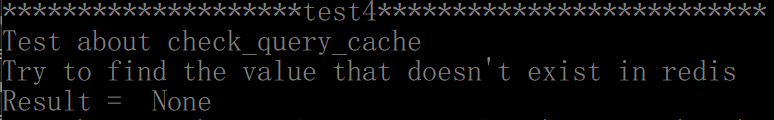 ********************test4**************************
Test about check_query_cache
Try to find the value that doesn't exist in redis
Result =  None